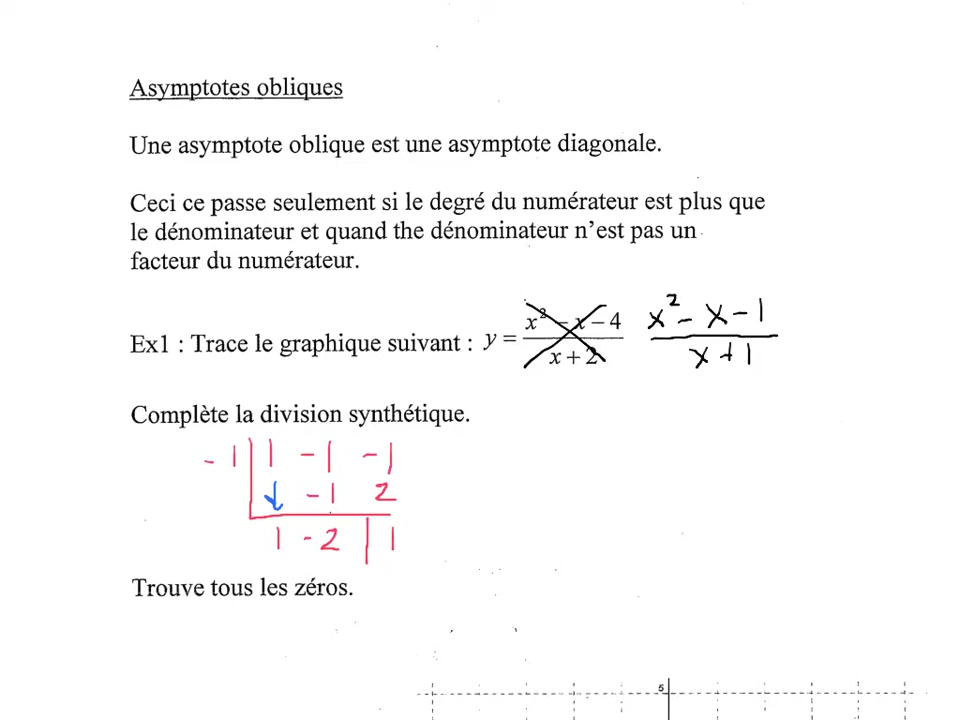 Asymptotes obliques
Une asymptote oblique est une asymptote diagonale.
Ceci ce passe seulement si le degré du numérateur est plus que
le dénominateur et quand the dénominateur n'est pas un
facteur du numérateur.
Ex1 : Trace le graphique suivant : y = (x² – x – 4)/(x + 2) (x² - x - 1)/(x + 1)
Complète la division synthétique.
-1 | 1 -1 -1
↓ -1 2
1 -2 | 1
Trouve tous les zéros.
5